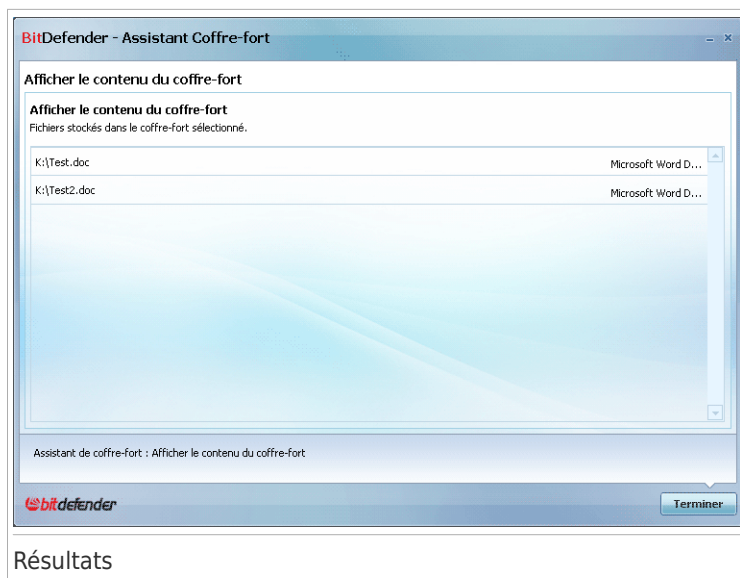 BitDefender - Assistant Coffre-fort
Afficher le contenu du coffre-fort
Afficher le contenu du coffre-fort
Fichiers stockés dans le coffre-fort sélectionné.
K:\Test.doc Microsoft Word D...
K:\Test2.doc Microsoft Word D...
Assistant de coffre-fort : Afficher le contenu du coffre-fort
bitdefender
Terminer
Résultats